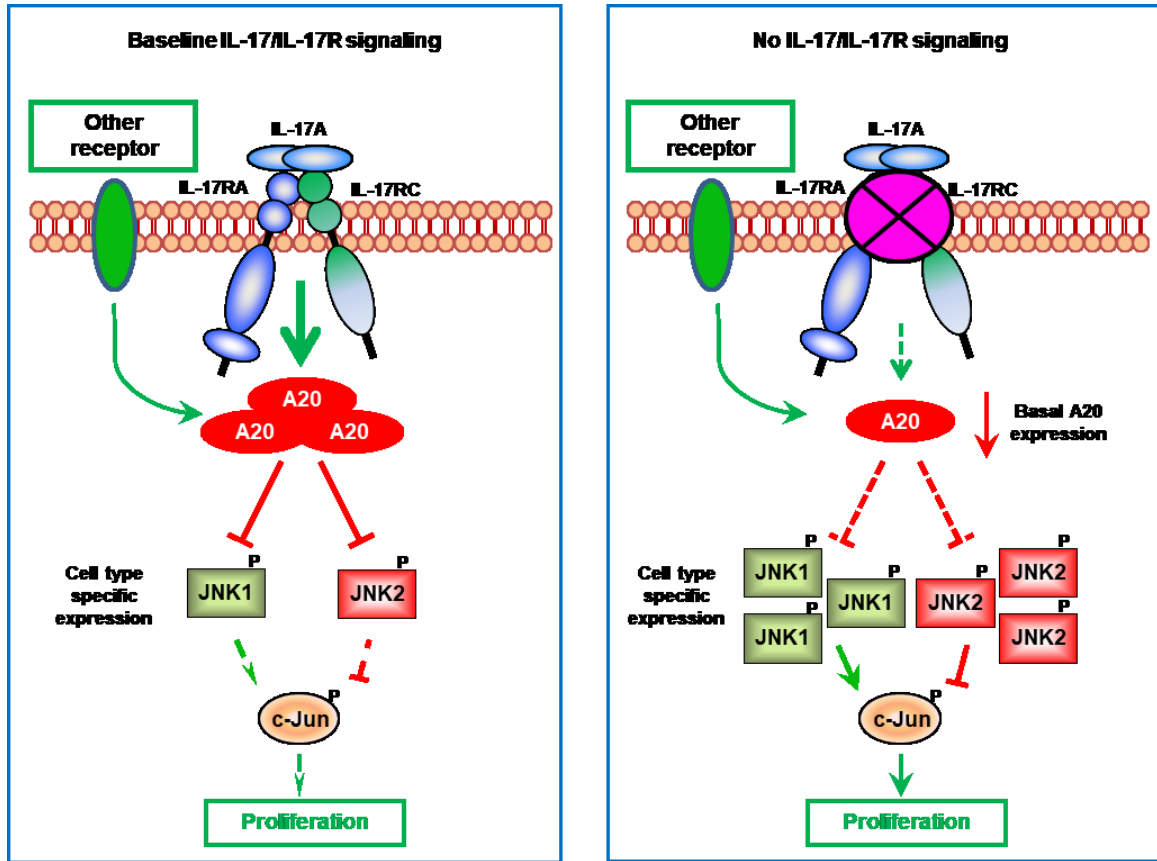 Baseline IL-17/IL-17R signaling
Other
receptor
IL-17A
IL-17RA
IL-17RC
A20
A20
A20
Cell type
specific
expression
P
JNK1
P
JNK2
P
c-Jun
Proliferation
No IL-17/IL-17R signaling
Other
receptor
IL-17A
IL-17RA
IL-17RC
A20
Basal A20
expression
Cell type
specific
expression
P
JNK1
P
JNK1
P
JNK1
P
JNK2
P
JNK2
P
JNK2
P
c-Jun
Proliferation